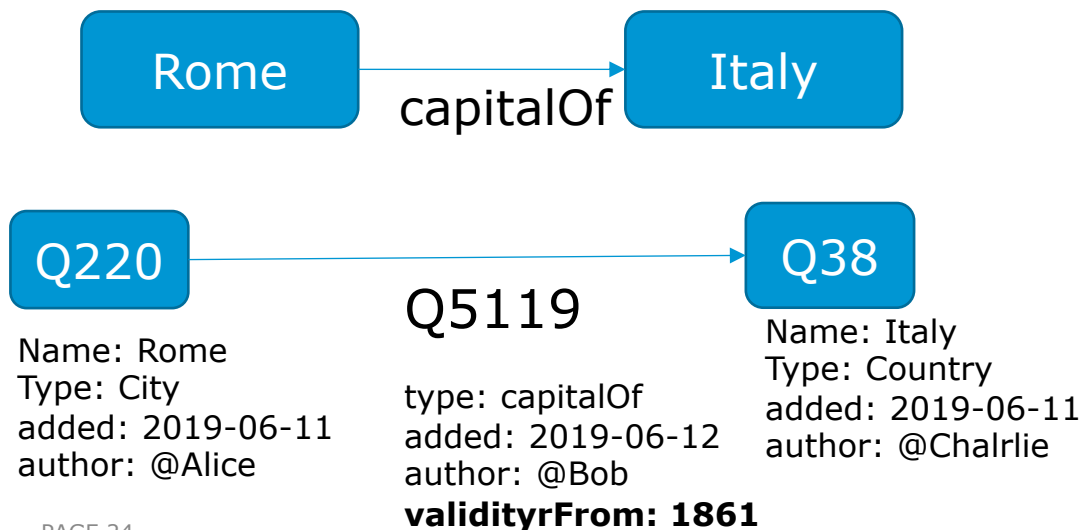 Rome
Italy
capitalOf
Q220
Q38
Q5119
Name: Rome
Type: City
added: 2019-06-11
author: @Alice
type: capitalOf
added: 2019-06-12
author: @Bob
validityrFrom: 1861
Name: Italy
Type: Country
added: 2019-06-11
author: @Chalrlie